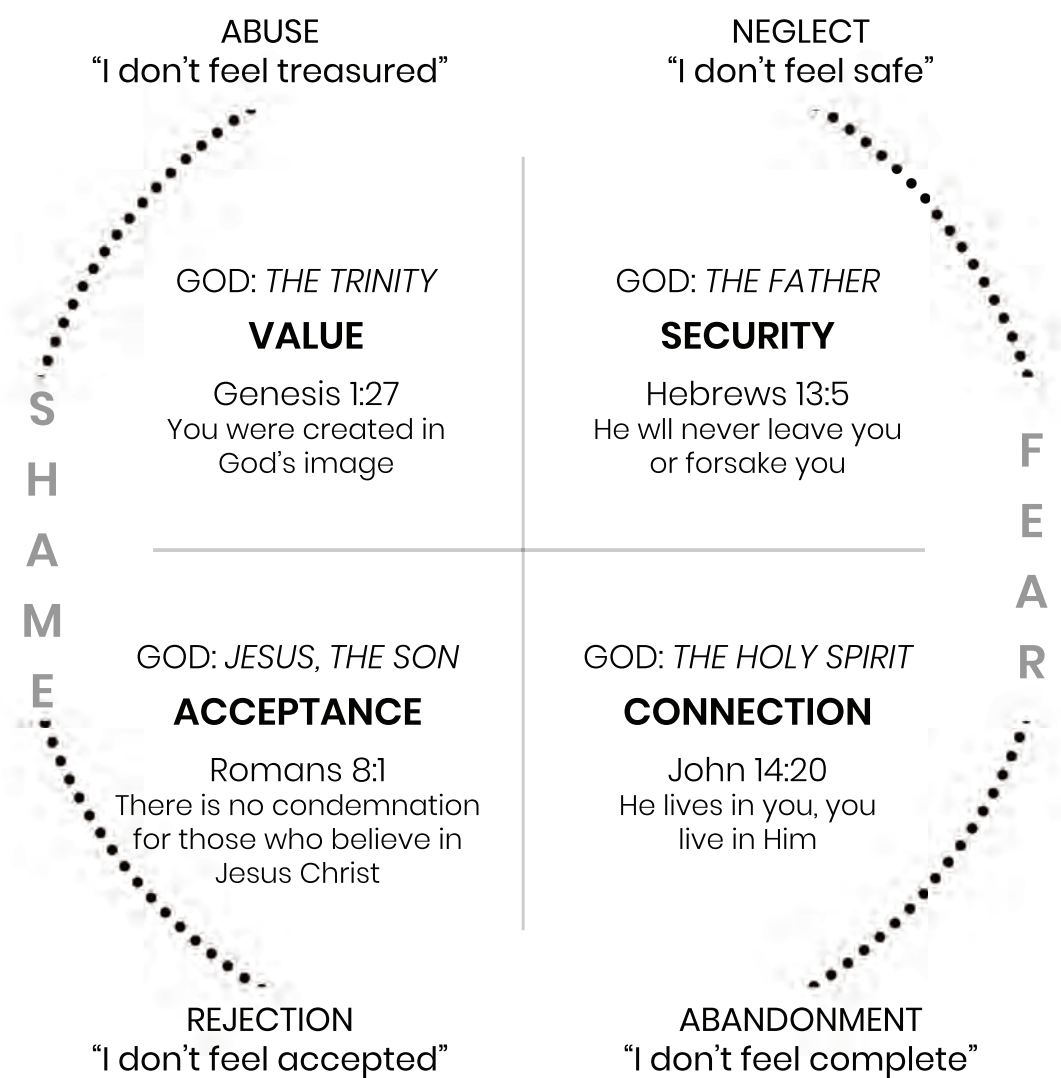 ABUSE
“I don’t feel treasured”
NEGLECT
“I don’t feel safe”
GOD: THE TRINITY
VALUE
Genesis 1:27
You were created in
God’s image
GOD: THE FATHER
SECURITY
Hebrews 13:5
He wll never leave you
or forsake you
SHAME
FEAR
GOD: JESUS, THE SON
ACCEPTANCE
Romans 8:1
There is no condemnation
for those who believe in
Jesus Christ
GOD: THE HOLY SPIRIT
CONNECTION
John 14:20
He lives in you, you
live in Him
REJECTION
“I don’t feel accepted”
ABANDONMENT
“I don’t feel complete”